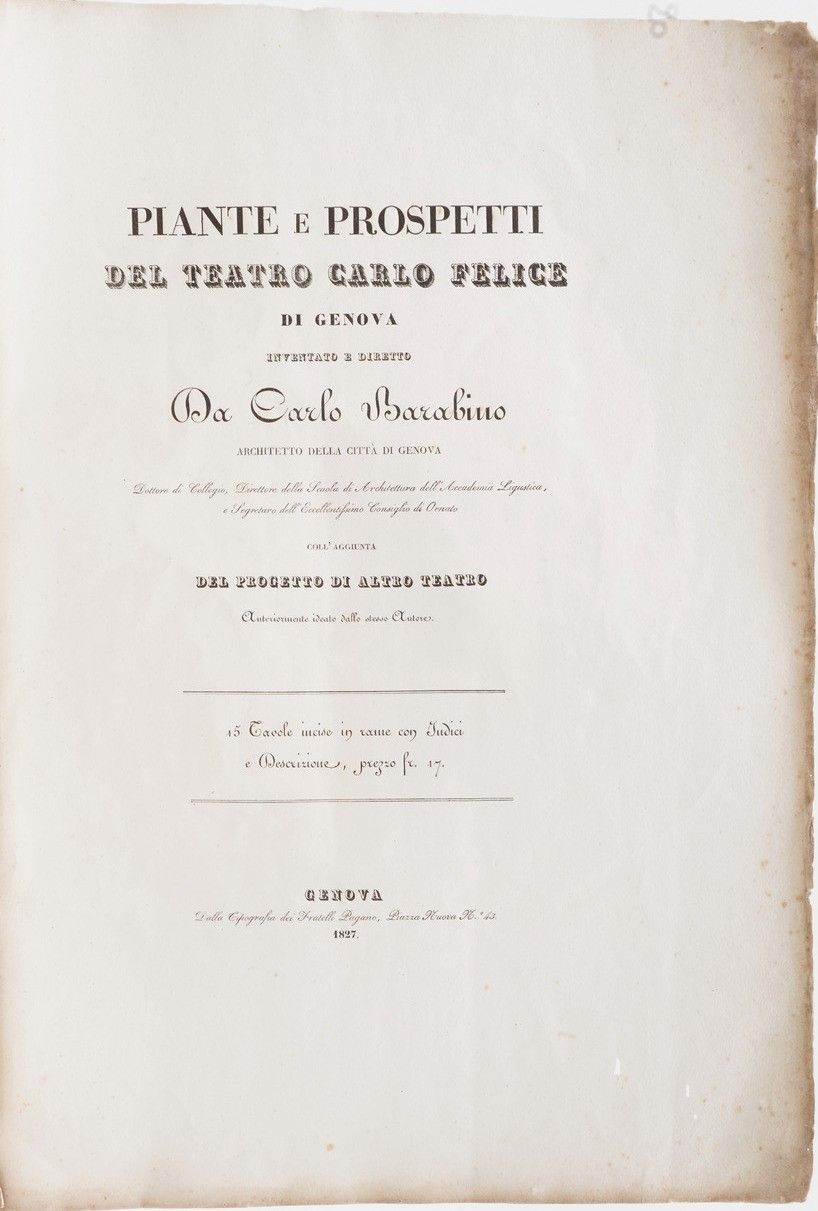 PIANTE E PROSPETTI
DEL TEATRO CARLO FELICE
DI GENOVA
INVENTATO E DIRETTO
Da Carlo Barabino
ARCHITETTO DELLA CITTÀ DI GENOVA
Dottore di Collegio, Direttore della Scuola di Architettura dell'Accademia Ligustica,
e Segretaro dell'Eccellentissimo Consiglio di Ornato
COLL' AGGIUNTA
DEL PROGETTO DI ALTRO TEATRO
Anteriormente ideato dallo stesso Autore.
15 Tavole incise in rame con Indici
e Descrizione, prezzo fr. 17.
GENOVA
Dalla Tipografia dei Fratelli Pagano, Piazza Nuova N.° 43.
1827.